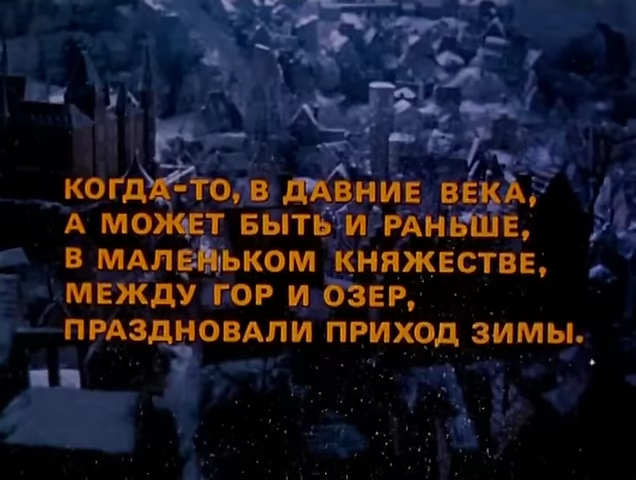 КОГДА-ТО, В ДАВНИЕ ВЕКА,
А МОЖЕТ БЫТЬ И РАНЬШЕ,
В МАЛЕНЬКОМ КНЯЖЕСТВЕ,
МЕЖДУ ГОР И ОЗЕР,
ПРАЗДНОВАЛИ ПРИХОД ЗИМЫ.